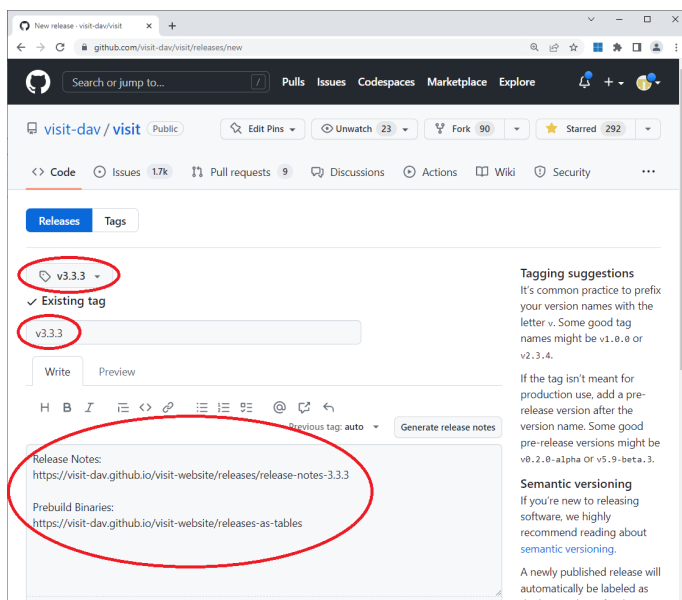 New release · visit-dav/visit
github.com/visit-dav/visit/releases/new
Search or jump to... /
Pulls Issues Codespaces Marketplace Explore
visit-dav / visit Public
Edit Pins Unwatch 23 Fork 90 Starred 292
Code Issues 1.7k Pull requests 9 Discussions Actions Wiki Security
Releases Tags
v3.3.3
Existing tag
v3.3.3
Write Preview
Previous tag: auto Generate release notes
Release Notes:
https://visit-dav.github.io/visit-website/releases/release-notes-3.3.3
Prebuild Binaries:
https://visit-dav.github.io/visit-website/releases-as-tables
Tagging suggestions
It's common practice to prefix
your version names with the
letter v. Some good tag
names might be v1.0.0 or
v2.3.4.
If the tag isn't meant for
production use, add a pre-
release version after the
version name. Some good
pre-release versions might be
v0.2.0-alpha or v5.9-beta.3.
Semantic versioning
If you're new to releasing
software, we highly
recommend reading about
semantic versioning.
A newly published release will
automatically be labeled as